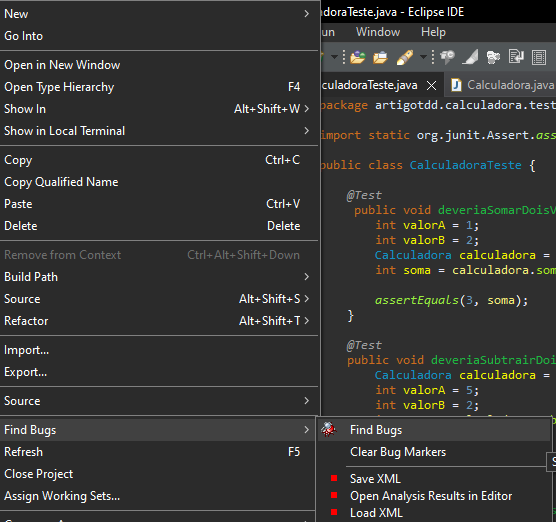 New
Go Into
Open in New Window
Open Type Hierarchy F4
Show In Alt+Shift+W
Show in Local Terminal
Copy Ctrl+C
Copy Qualified Name
Paste Ctrl+V
Delete Delete
Remove from Context Ctrl+Alt+Shift+Down
Build Path
Source Alt+Shift+S
Refactor Alt+Shift+T
Import...
Export...
Source
Find Bugs
Refresh F5
Close Project
Assign Working Sets...
Find Bugs
Clear Bug Markers
Save XML
Open Analysis Results in Editor
Load XML
adoraTeste.java - Eclipse IDE
un Window Help
culadoraTeste.java Calculadora.java
package artigotdd.calculadora.test
import static org.junit.Assert.ass
public class CalculadoraTeste {
@Test
public void deveriaSomarDoisV
int valorA = 1;
int valorB = 2;
Calculadora calculadora =
int soma = calculadora.som
assertEquals(3, soma);
}
@Test
public void deveriaSubtrairDoi
Calculadora calculadora =
int valorA = 5;
int valorB = 2;